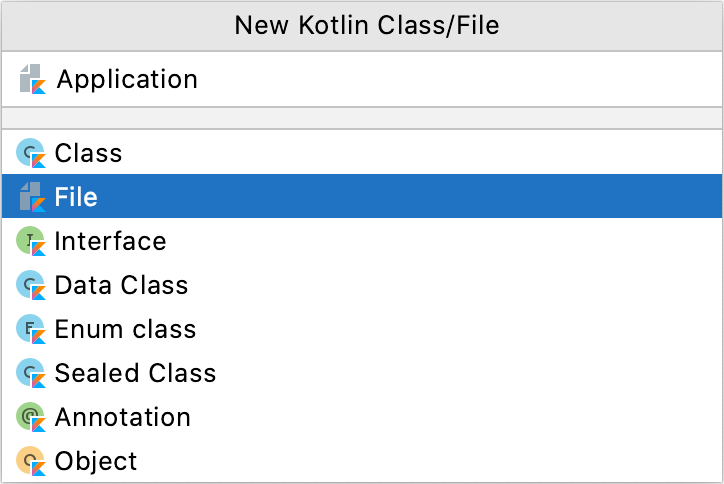 New Kotlin Class/File
Application
Class
File
Interface
Data Class
Enum class
Sealed Class
Annotation
Object